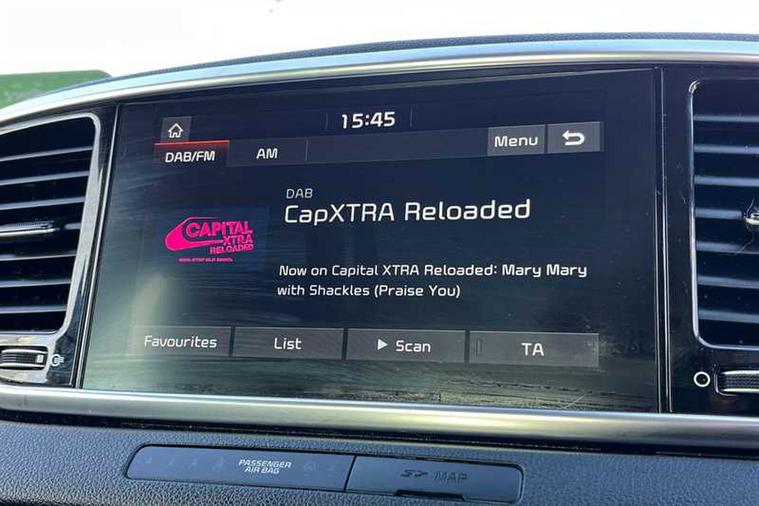 15:45
DAB/FM
AM
Menu
DAB
CapXTRA Reloaded
CAPITAL
XTRA
RELOADED
Now on Capital XTRA Reloaded: Mary Mary
with Shackles (Praise You)
Favourites
List
Scan
TA
PASSENGER
AIR BAG
SD MAP